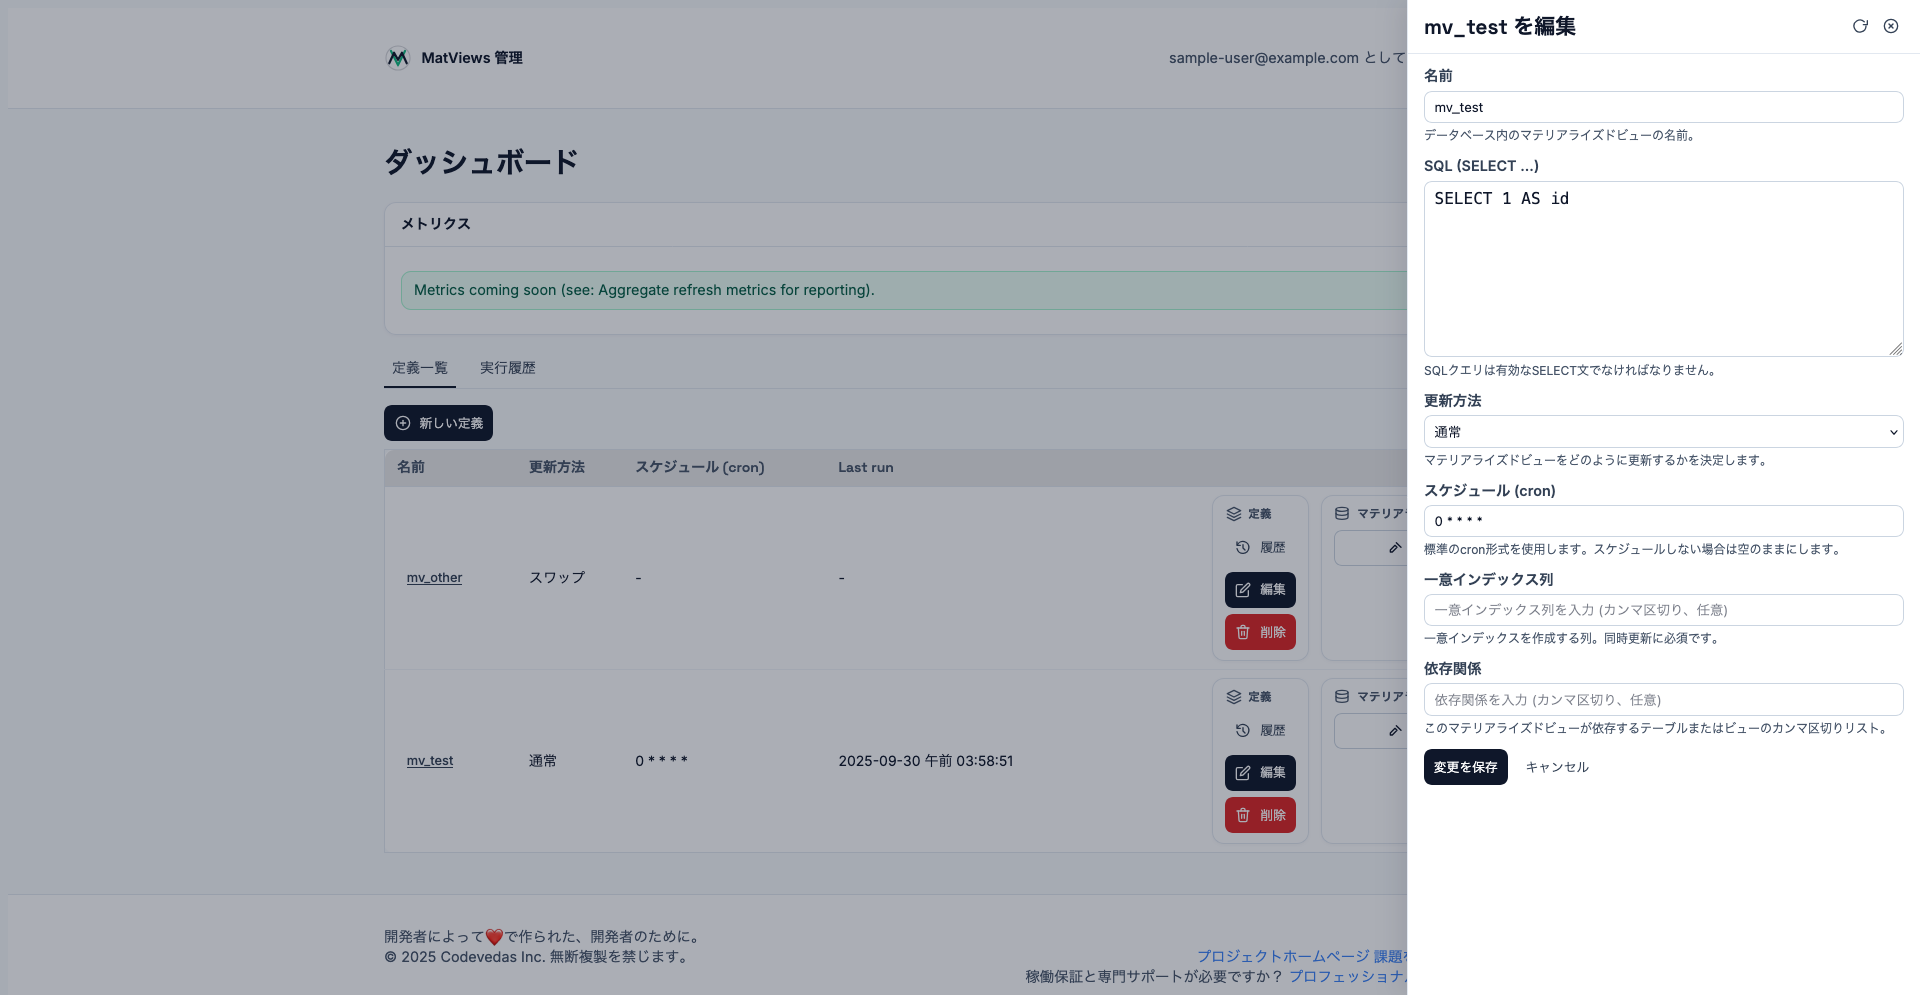 MatViews 管理
sample-user@example.com として
ダッシュボード
メトリクス
Metrics coming soon (see: Aggregate refresh metrics for reporting).
定義一覧
実行履歴
新しい定義
名前 更新方法 スケジュール (cron) Last run
mv_other スワップ - -
定義
履歴
編集
削除
マテリア
mv_test 通常 0 * * * * 2025-09-30 午前 03:58:51
定義
履歴
編集
削除
マテリア
開発者によって❤️で作られた、開発者のために。
© 2025 Codevedas Inc. 無断複製を禁じます。
プロジェクトホームページ 課題
稼働保証と専門サポートが必要ですか？ プロフェッショナ
mv_test を編集
名前
mv_test
データベース内のマテリアライズドビューの名前。
SQL (SELECT …)
SELECT 1 AS id
SQLクエリは有効なSELECT文でなければなりません。
更新方法
通常
マテリアライズドビューをどのように更新するかを決定します。
スケジュール (cron)
0 * * * *
標準のcron形式を使用します。スケジュールしない場合は空のままにします。
一意インデックス列
一意インデックス列を入力 (カンマ区切り、任意)
一意インデックスを作成する列。同時更新に必須です。
依存関係
依存関係を入力 (カンマ区切り、任意)
このマテリアライズドビューが依存するテーブルまたはビューのカンマ区切りリスト。
変更を保存
キャンセル